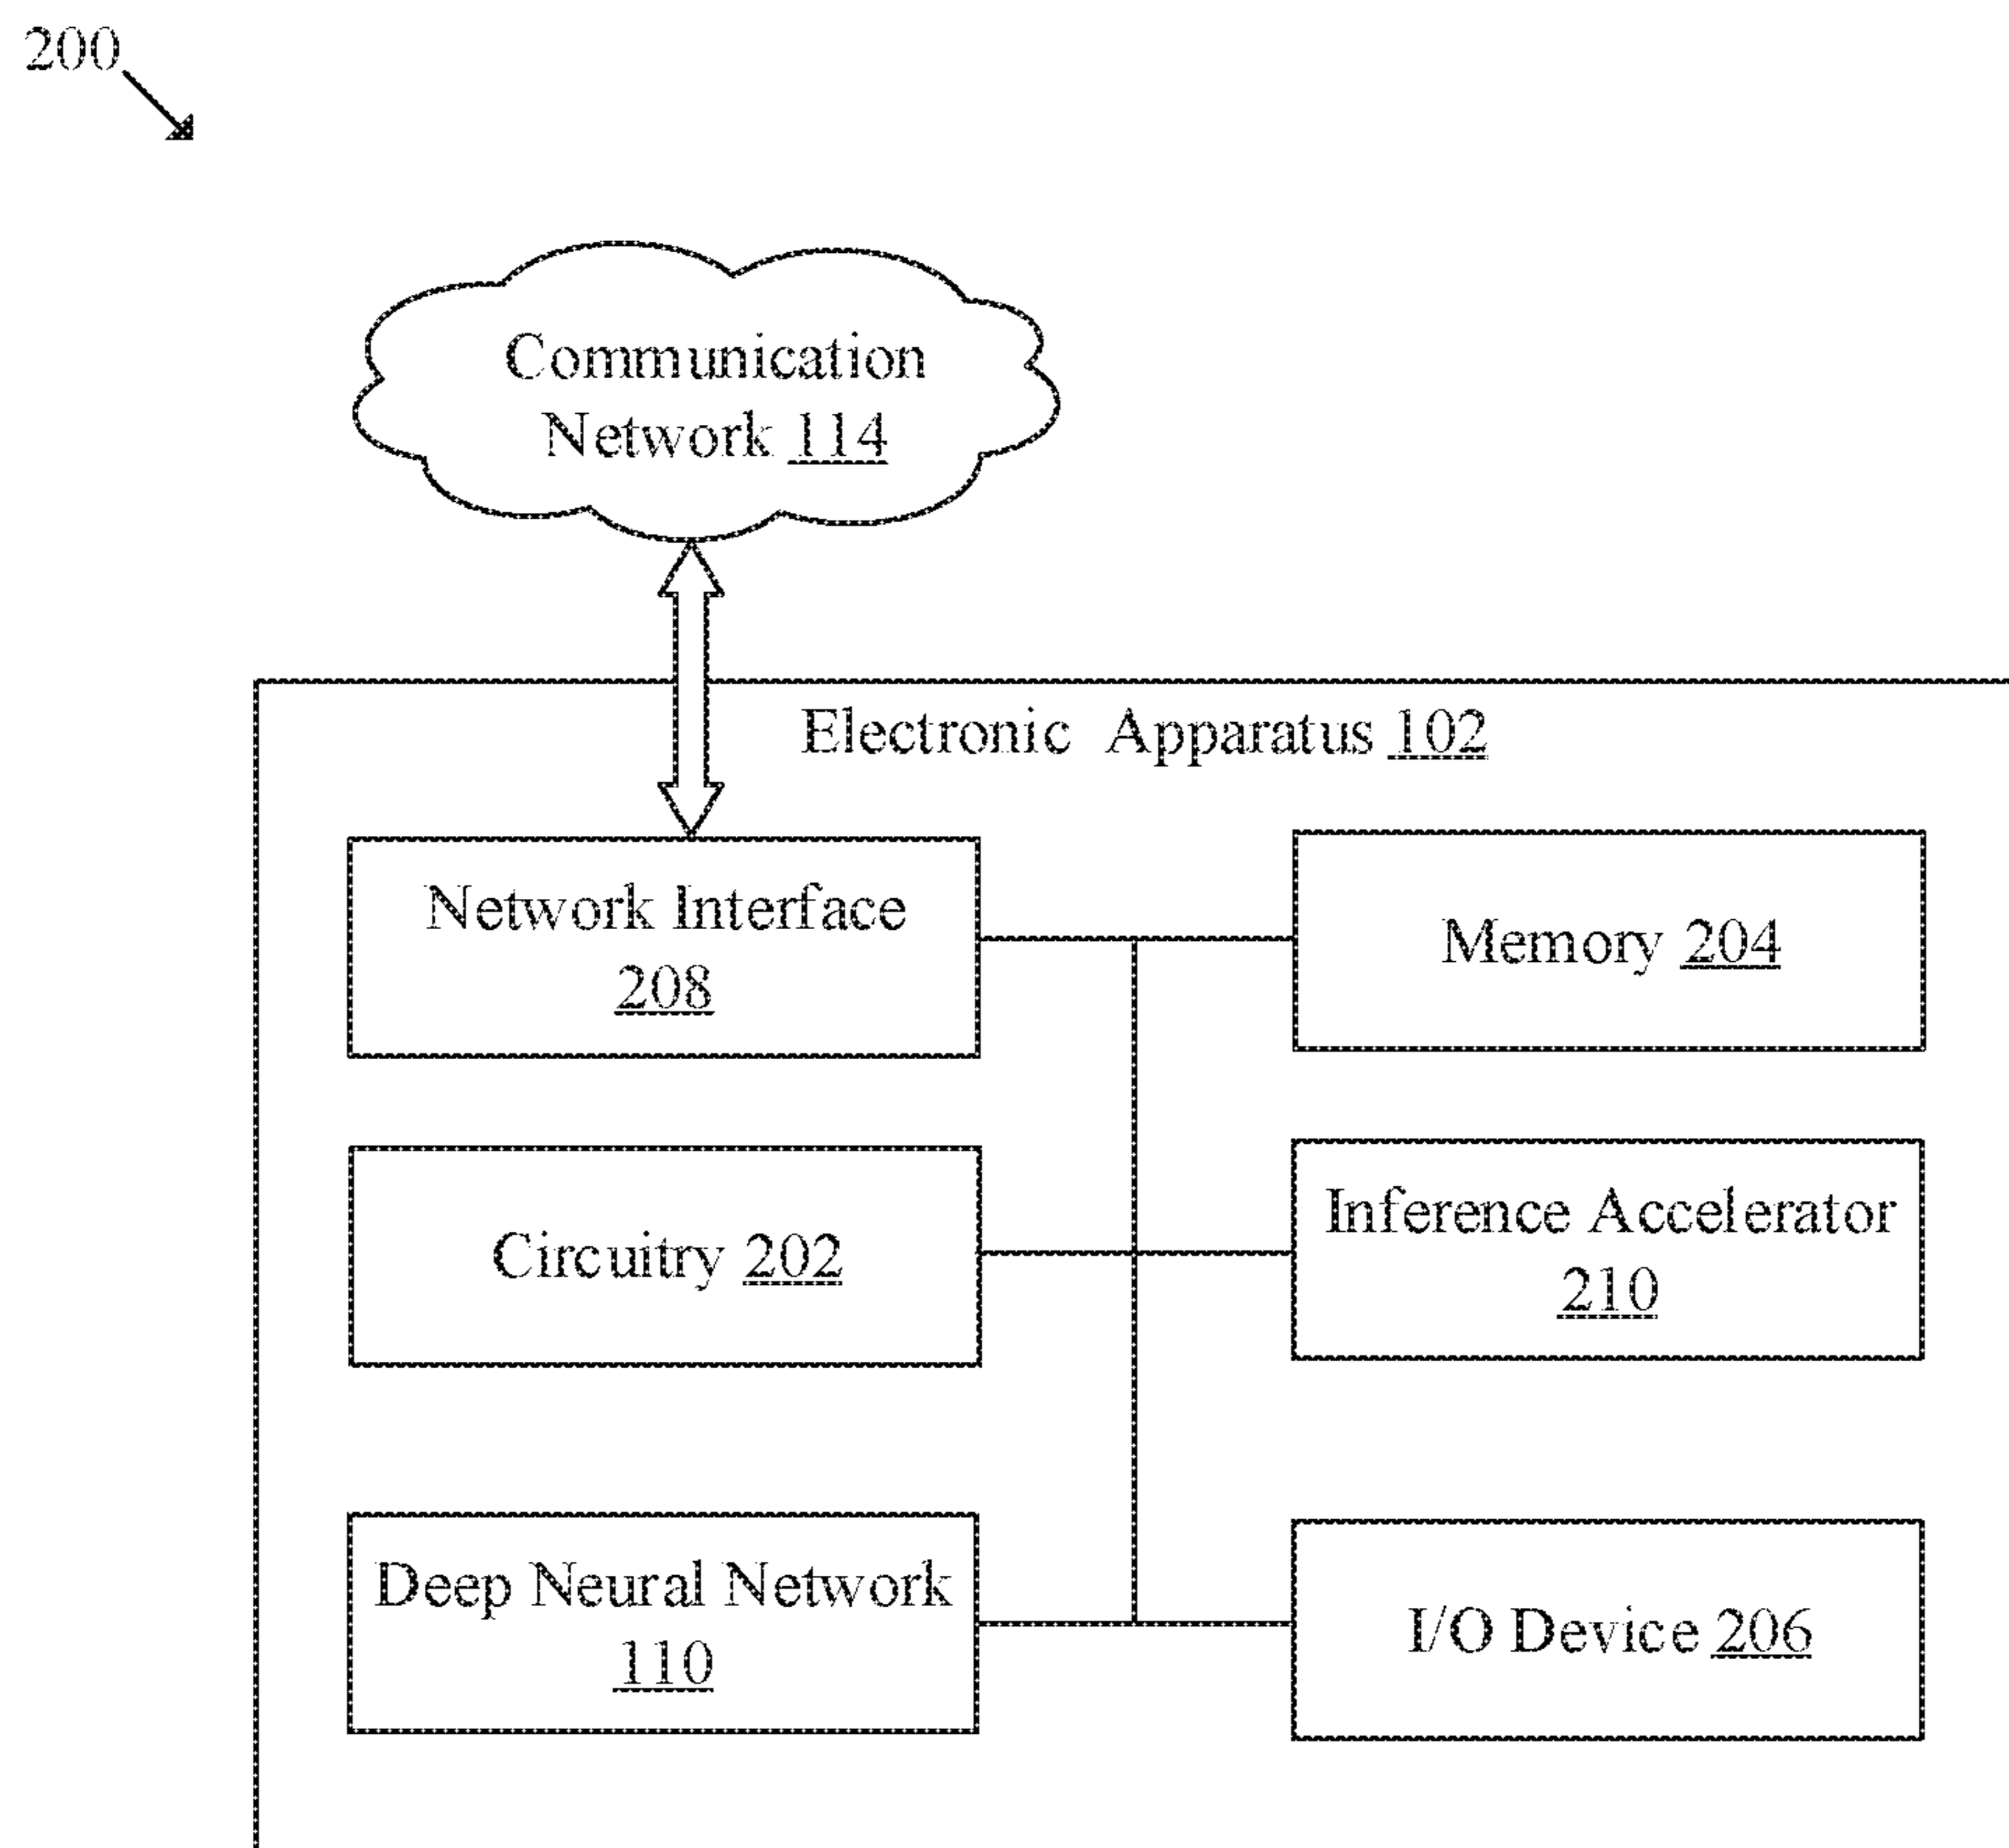 200
Communication
Network 114
Electronic Apparatus 102
Network Interface
208
Memory 204
Circuitry 202
Inference Accelerator
210
Deep Neural Network
110
I/O Device 206